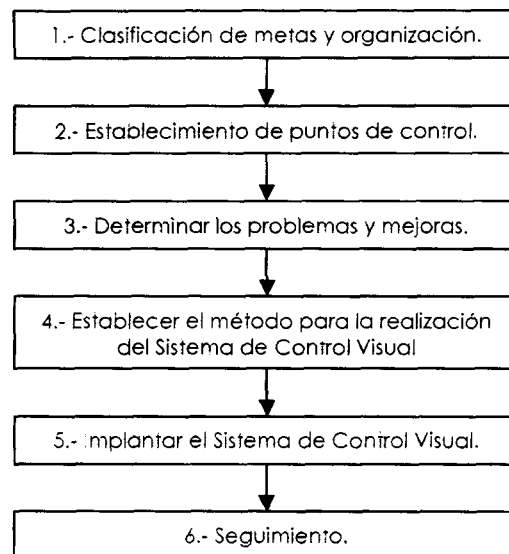 1.- Clasificación de metas y organización.
2.- Establecimiento de puntos de control.
3.- Determinar los problemas y mejoras.
4.- Establecer el método para la realización
del Sistema de Control Visual
5.- Implantar el Sistema de Control Visual.
6.- Seguimiento.